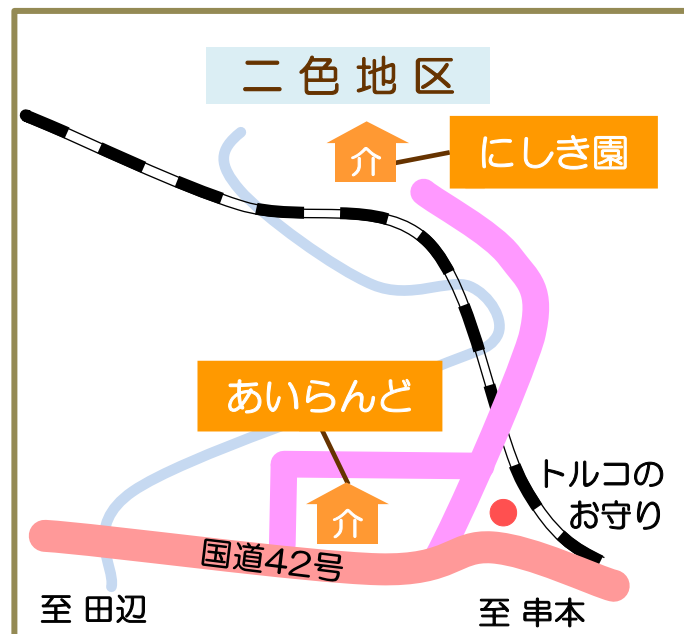 二色地区
介
にしき園
あいらんど
介
トルコの
お守り
国道42号
至 田辺
至 串本